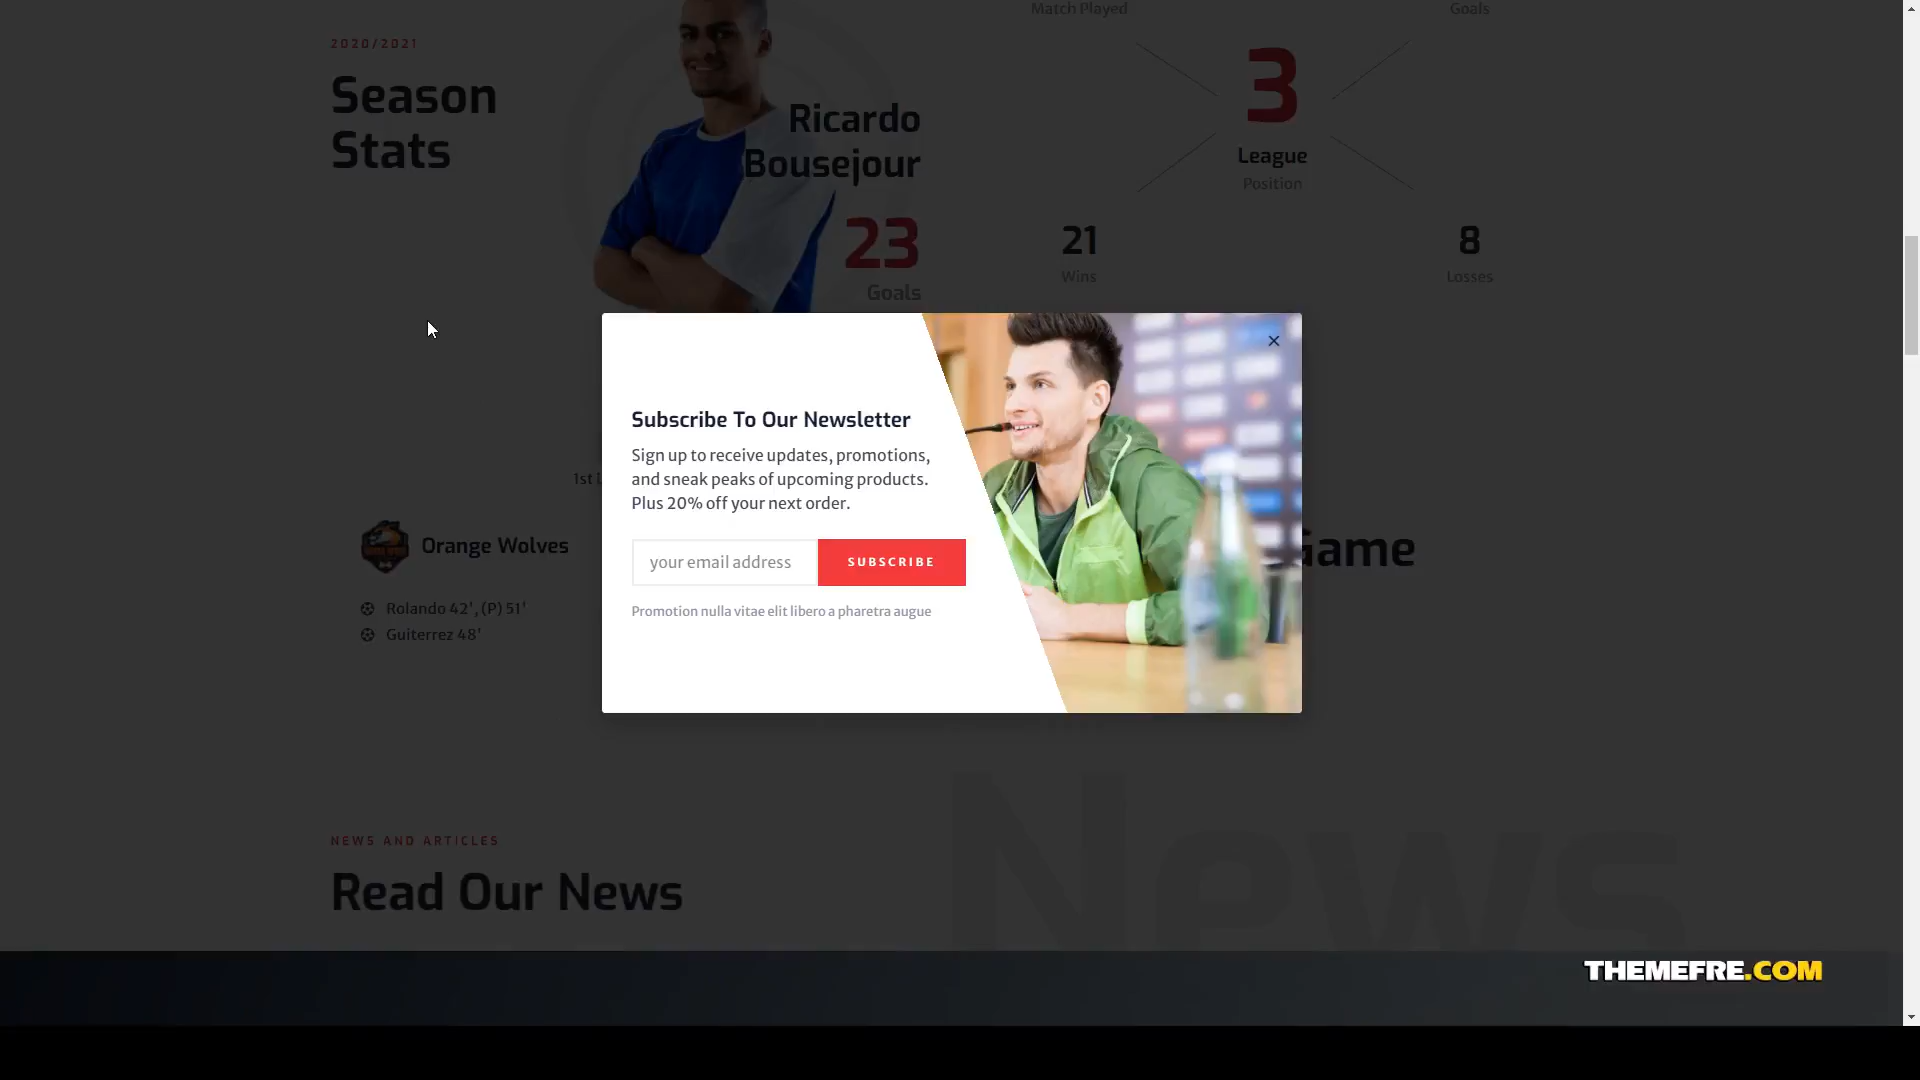 Match Played
Goals
2020/2021
Season
Stats
Ricardo
Bousejour
23
Goals
3
League
Position
21
Wins
8
Losses
Subscribe To Our Newsletter
Sign up to receive updates, promotions,
and sneak peaks of upcoming products.
Plus 20% off your next order.
your email address
SUBSCRIBE
Promotion nulla vitae elit libero a pharetra augue
1st
Orange Wolves
Game
Rolando 42', (P) 51'
Guiterrez 48'
NEWS AND ARTICLES
Read Our News
News
THEMEFRE.COM